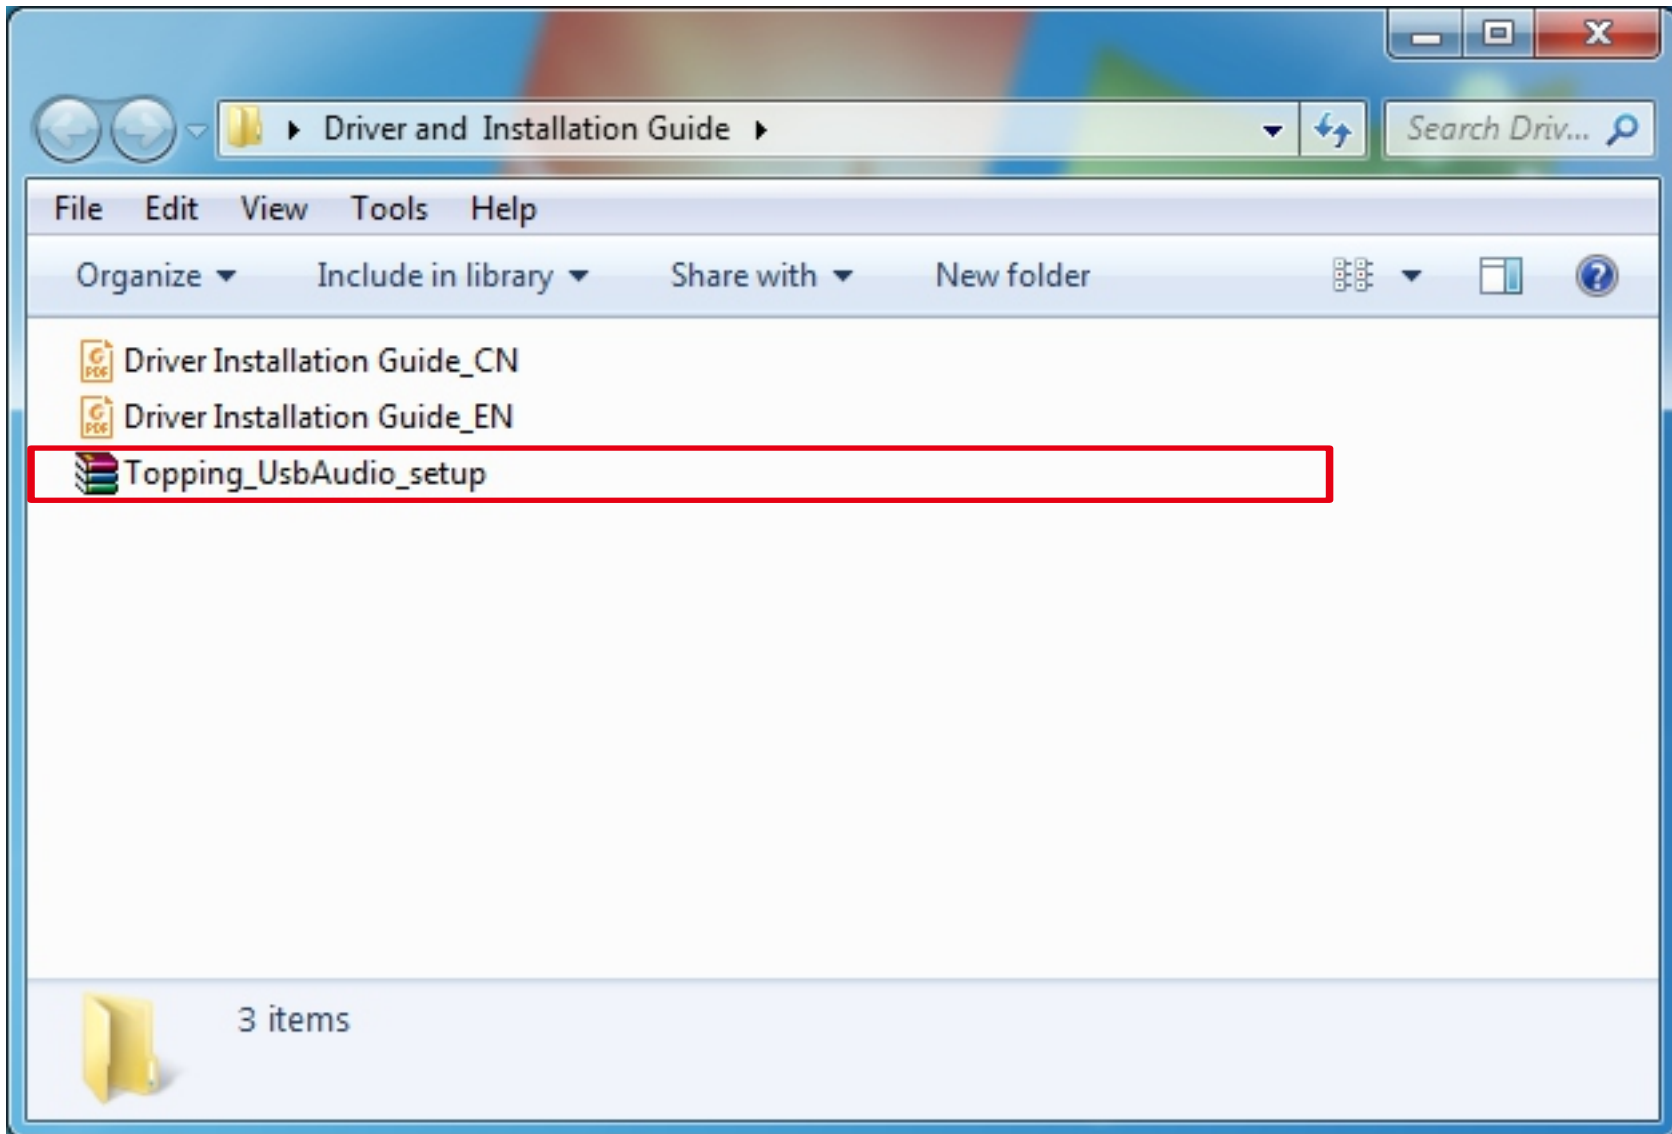 Driver and Installation Guide
Search Driv...
File Edit View Tools Help
Organize Include in library Share with New folder
Driver Installation Guide_CN
Driver Installation Guide_EN
Topping_UsbAudio_setup
3 items